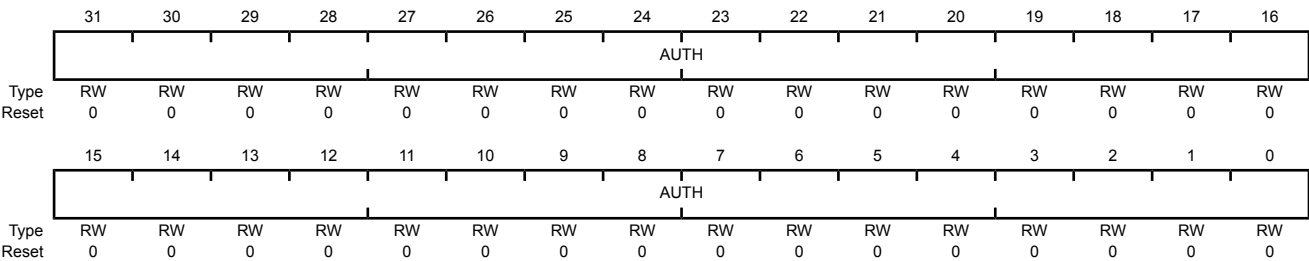 31 30 29 28 27 26 25 24 23 22 21 20 19 18 17 16
AUTH
Type RW RW RW RW RW RW RW RW RW RW RW RW RW RW RW RW
Reset 0 0 0 0 0 0 0 0 0 0 0 0 0 0 0 0
15 14 13 12 11 10 9 8 7 6 5 4 3 2 1 0
AUTH
Type RW RW RW RW RW RW RW RW RW RW RW RW RW RW RW RW
Reset 0 0 0 0 0 0 0 0 0 0 0 0 0 0 0 0